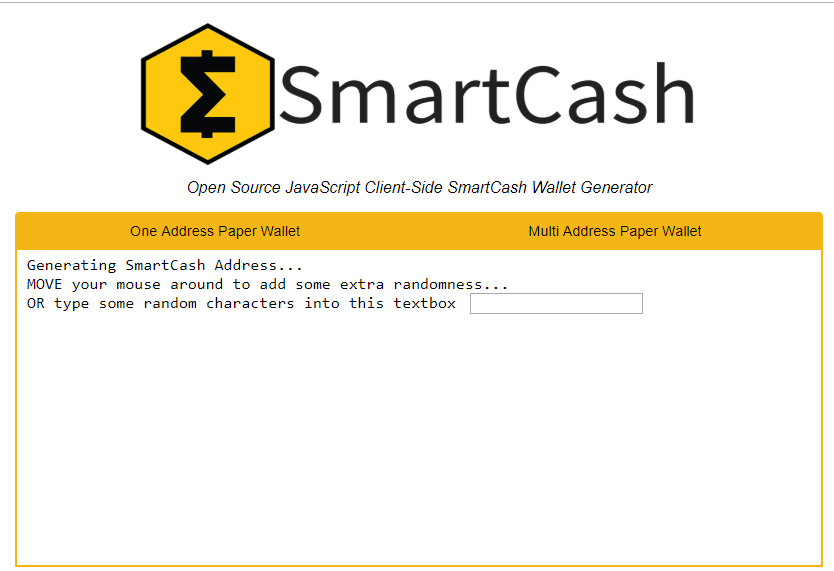 SmartCash
Open Source JavaScript Client-Side SmartCash Wallet Generator
One Address Paper Wallet
Multi Address Paper Wallet
Generating SmartCash Address...
MOVE your mouse around to add some extra randomness...
OR type some random characters into this textbox